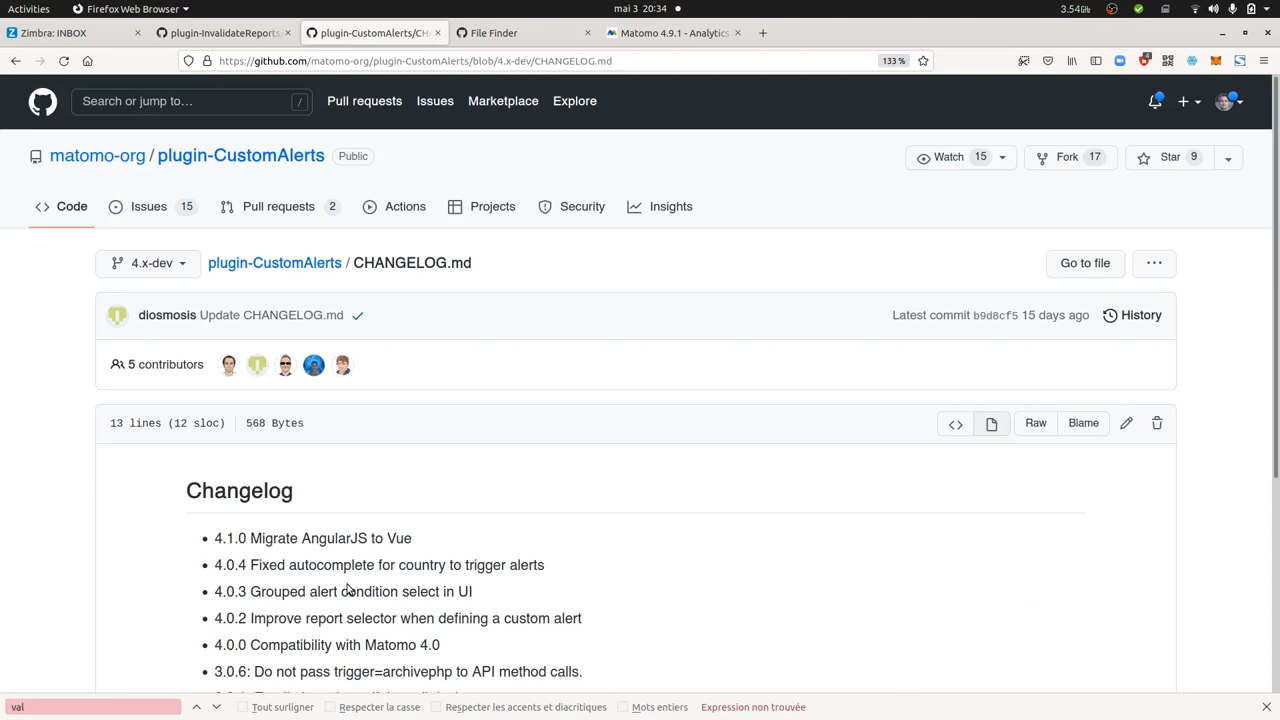 Activities Firefox Web Browser mai 3 20:34 3.54
Zimbra: INBOX × plugin-InvalidateReports × plugin-CustomAlerts/CHA × File Finder × Matomo 4.9.1 - Analytics ×
https://github.com/matomo-org/plugin-CustomAlerts/blob/4.x-dev/CHANGELOG.md 133 %
Search or jump to… / Pull requests Issues Marketplace Explore
matomo-org / plugin-CustomAlerts Public Watch 15 Fork 17 Star 9
Code Issues 15 Pull requests 2 Actions Projects Security Insights
4.x-dev plugin-CustomAlerts / CHANGELOG.md Go to file ···
diosmosis Update CHANGELOG.md Latest commit b9d8cf5 15 days ago History
5 contributors
13 lines (12 sloc) 568 Bytes <> Raw Blame
Changelog
• 4.1.0 Migrate AngularJS to Vue
• 4.0.4 Fixed autocomplete for country to trigger alerts
• 4.0.3 Grouped alert condition select in UI
• 4.0.2 Improve report selector when defining a custom alert
• 4.0.0 Compatibility with Matomo 4.0
• 3.0.6: Do not pass trigger=archivephp to API method calls.
val Tout surligner Respecter la casse Respecter les accents et diacritiques Mots entiers Expression non trouvée